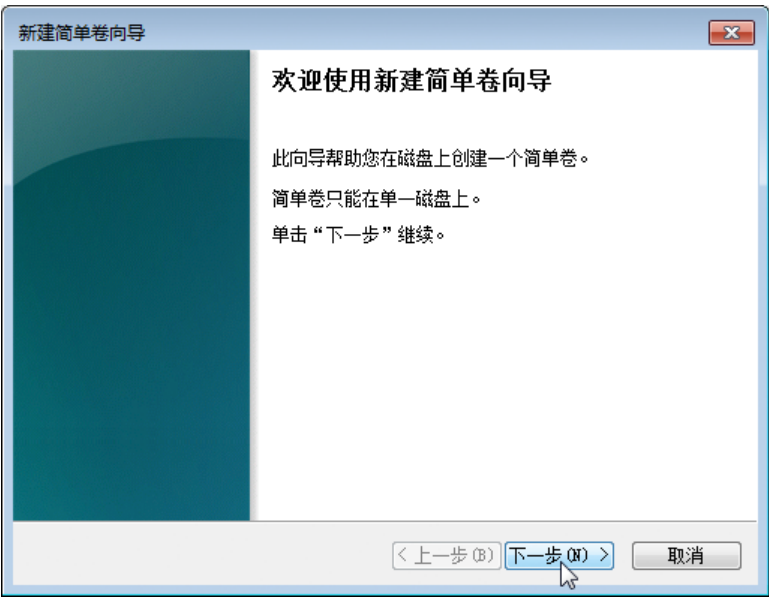 新建简单卷向导
欢迎使用新建简单卷向导
此向导帮助您在磁盘上创建一个简单卷。
简单卷只能在单一磁盘上。
单击“下一步”继续。
< 上一步(B) 下一步(N) > 取消